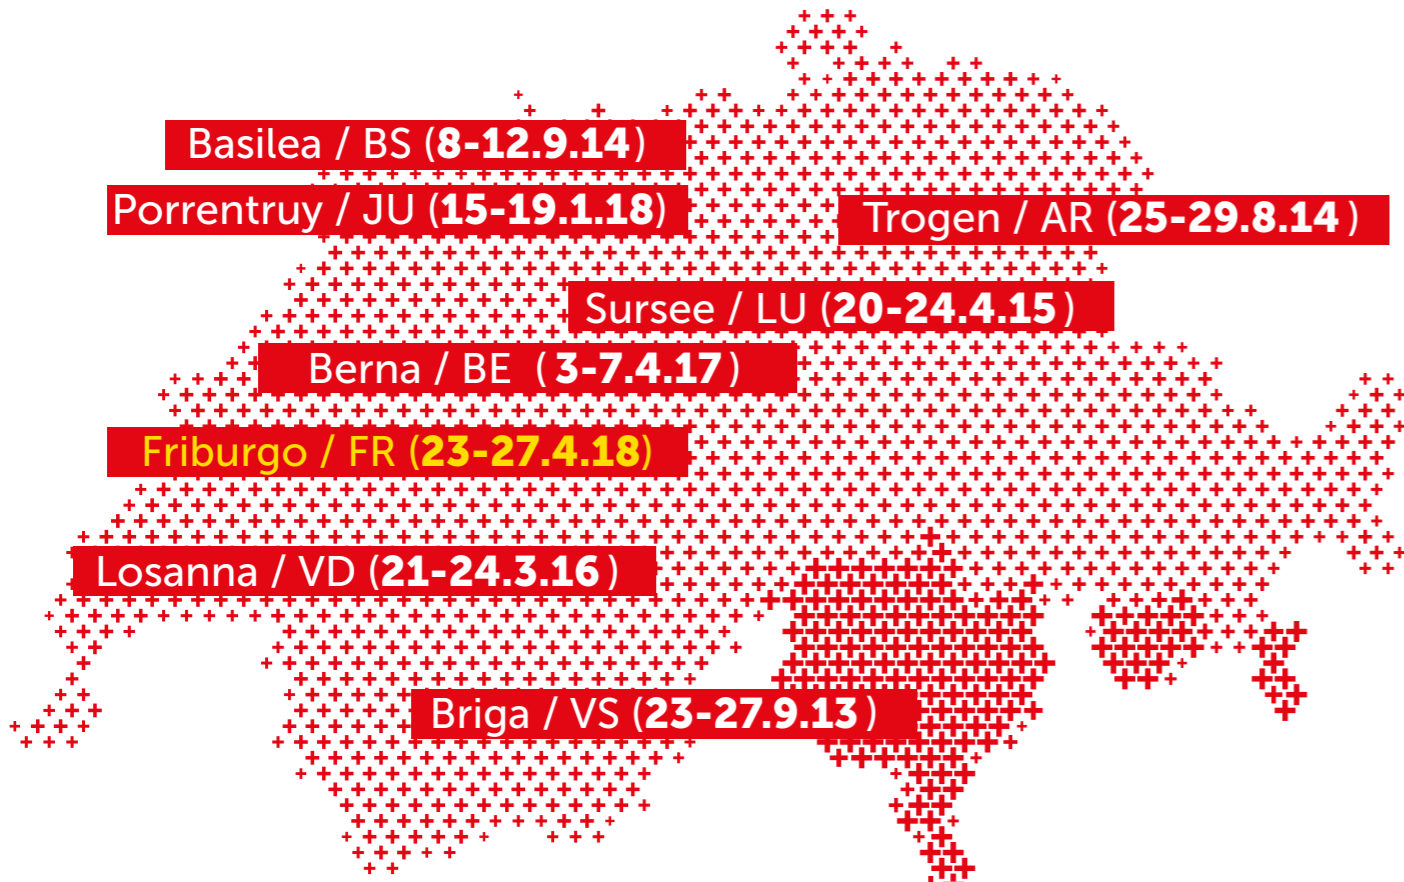 Basilea / BS (8-12.9.14)
Porrentruy / JU (15-19.1.18)
Trogen / AR (25-29.8.14)
Sursee / LU (20-24.4.15)
Berna / BE (3-7.4.17)
Friburgo / FR (23-27.4.18)
Losanna / VD (21-24.3.16)
Briga / VS (23-27.9.13)